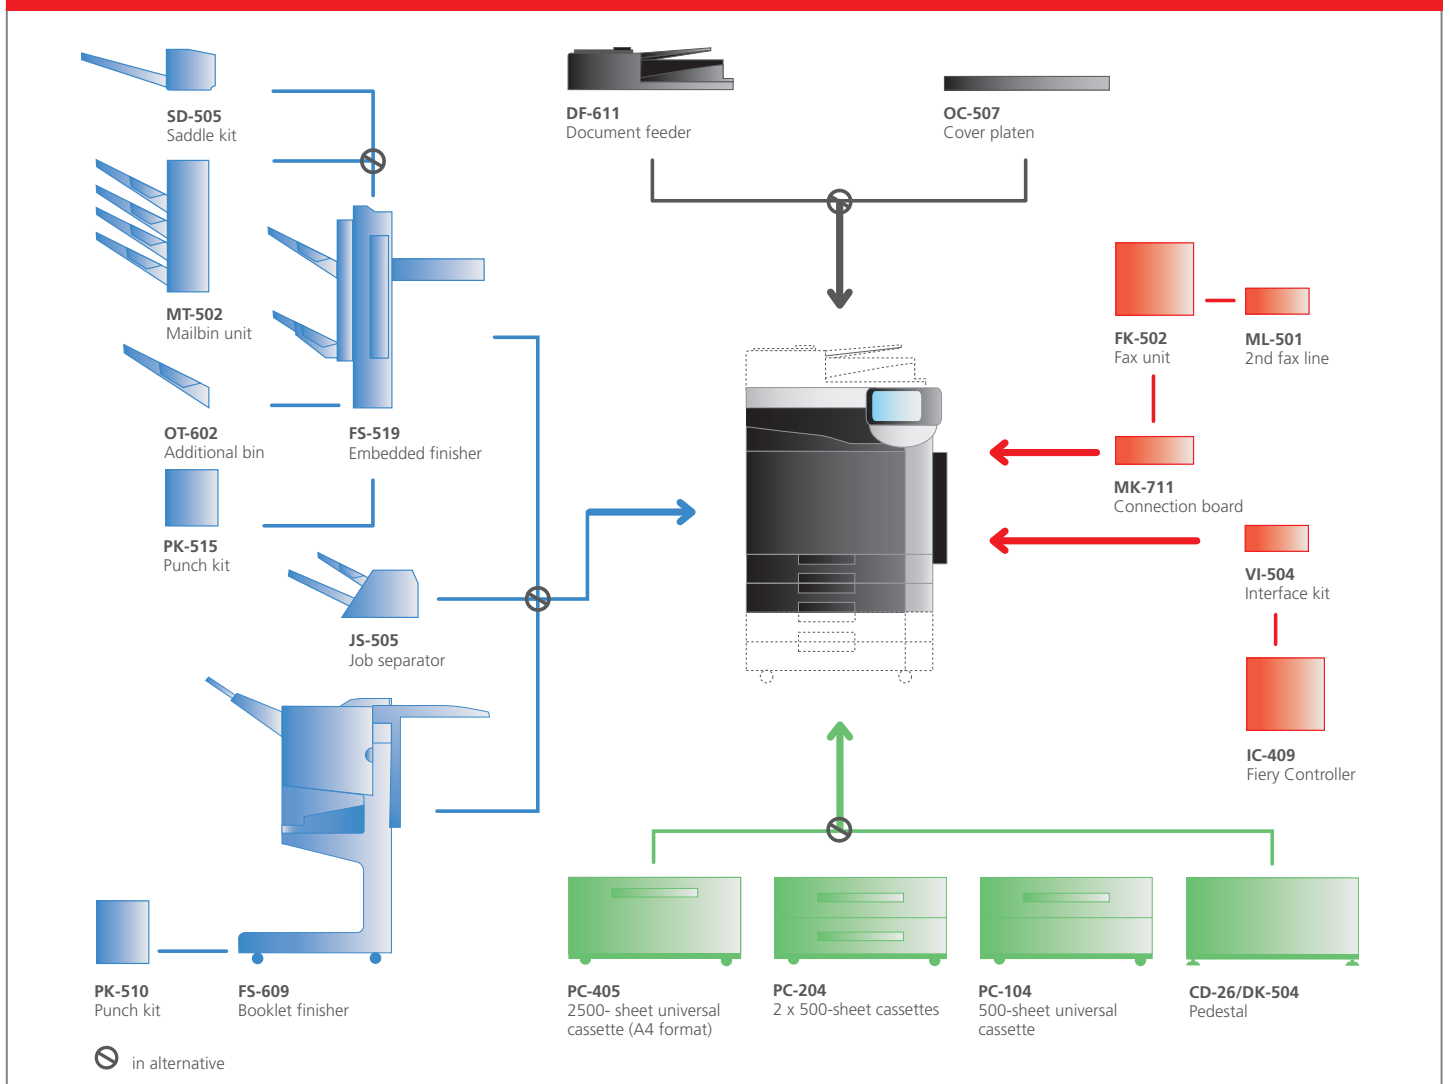 SD-505
Saddle kit
MT-502
Mailbin unit
OT-602
Additional bin
FS-519
Embedded finisher
PK-515
Punch kit
JS-505
Job separator
PK-510
Punch kit
FS-609
Booklet finisher
in alternative
DF-611
Document feeder
OC-507
Cover platen
FK-502
Fax unit
ML-501
2nd fax line
MK-711
Connection board
VI-504
Interface kit
IC-409
Fiery Controller
PC-405
2500- sheet universal
cassette (A4 format)
PC-204
2 x 500-sheet cassettes
PC-104
500-sheet universal
cassette
CD-26/DK-504
Pedestal